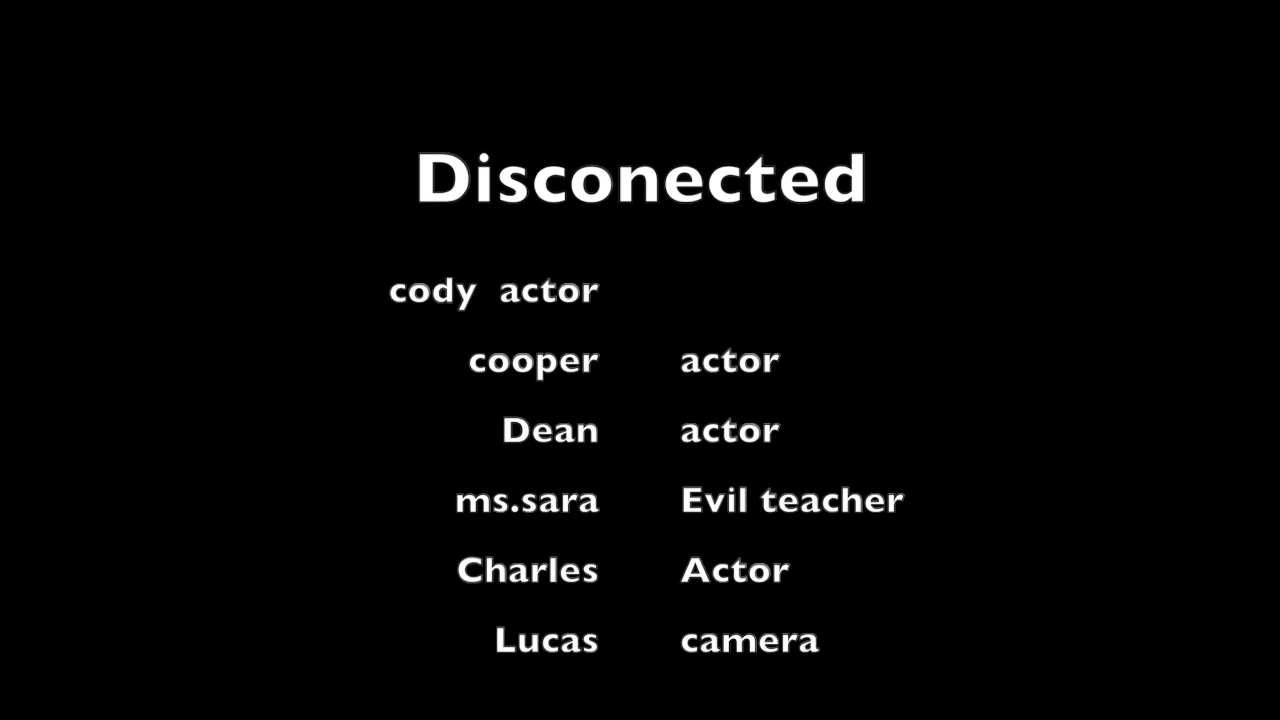 Disconected
cody  actor
cooper actor
Dean actor
ms.sara Evil teacher
Charles Actor
Lucas camera